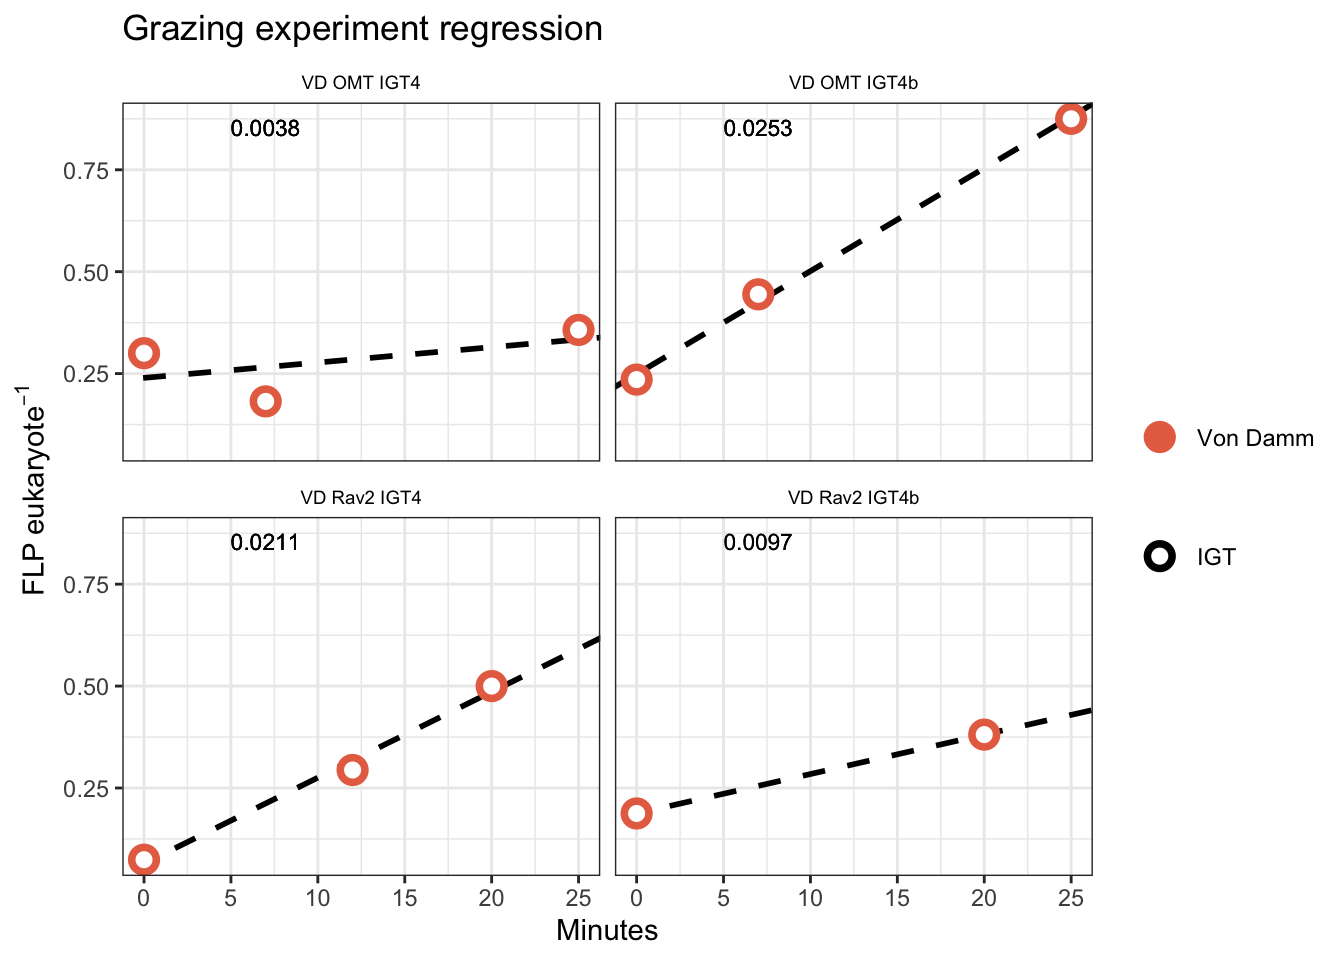 Grazing experiment regression
VD OMT IGT4
VD OMT IGT4b
0.0038
0.0253
0.75
0.50
0.25
VD Rav2 IGT4
VD Rav2 IGT4b
0.0211
0.0097
0.75
0.50
0.25
0 5 10 15 20 25
0 5 10 15 20 25
Minutes
FLP eukaryote⁻¹
Von Damm
IGT